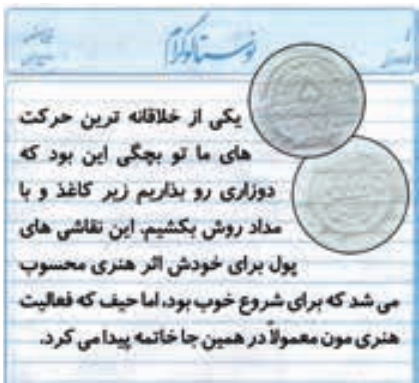 نوستالوگرام
یکی از خلاقانه ترین حرکت
های ما تو بچگی این بود که
دوزاری رو بذاریم زیر کاغذ و با
مداد روش بکشیم. این نقاشی های
پول برای خودش اثر هنری محسوب
می شد که برای شروع خوب بود، اما حیف که فعالیت
هنری مون معمولاً در همین جا خاتمه پیدا می کرد.